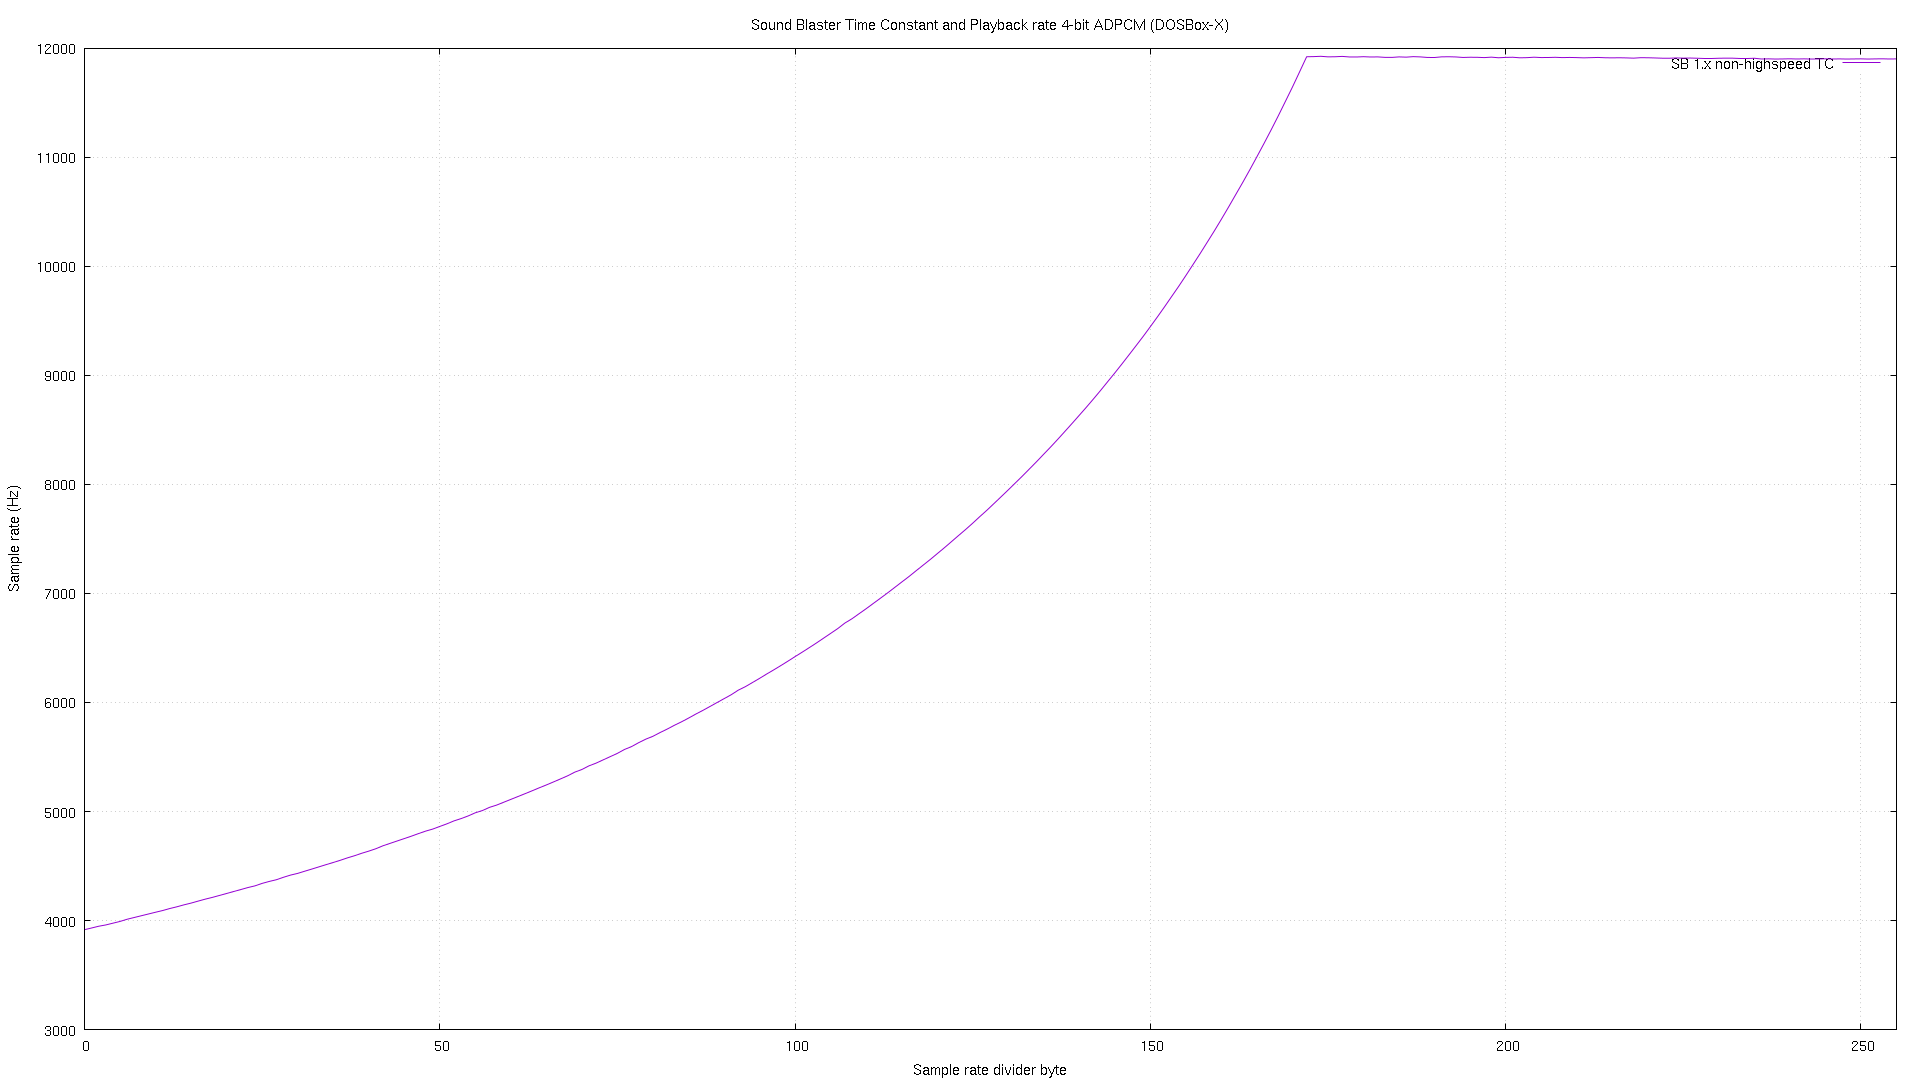 Sound Blaster Time Constant and Playback rate 4-bit ADPCM (DOSBox-X)
12000
SB 1.x non-highspeed TC
11000
10000
9000
8000
7000
6000
5000
4000
3000
Sample rate (Hz)
0 50 100 150 200 250
Sample rate divider byte